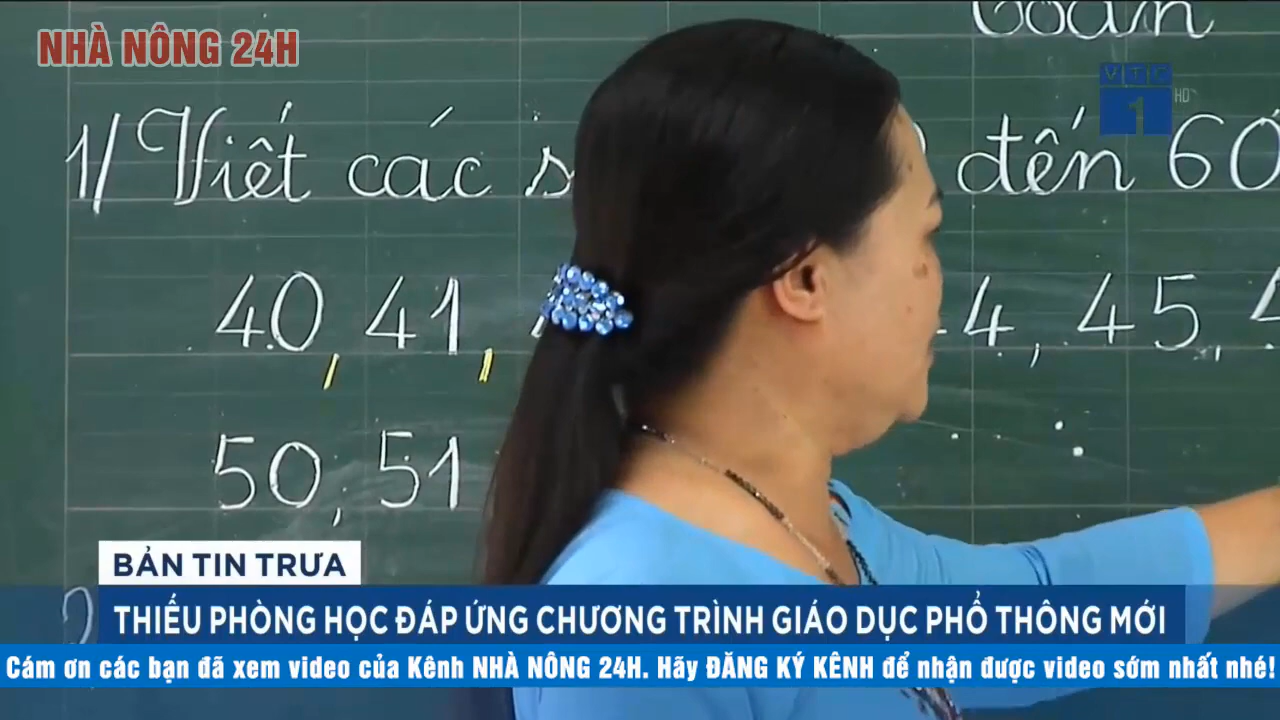 NHÀ NÔNG 24H
Toán
VTC
1 HD
1/ Viết các đến 60
40, 41, 4, 45,
50, 51
BẢN TIN TRƯA
THIẾU PHÒNG HỌC ĐÁP ỨNG CHƯƠNG TRÌNH GIÁO DỤC PHỔ THÔNG MỚI
Cám ơn các bạn đã xem video của Kênh NHÀ NÔNG 24H. Hãy ĐĂNG KÝ KÊNH để nhận được video sớm nhất nhé!